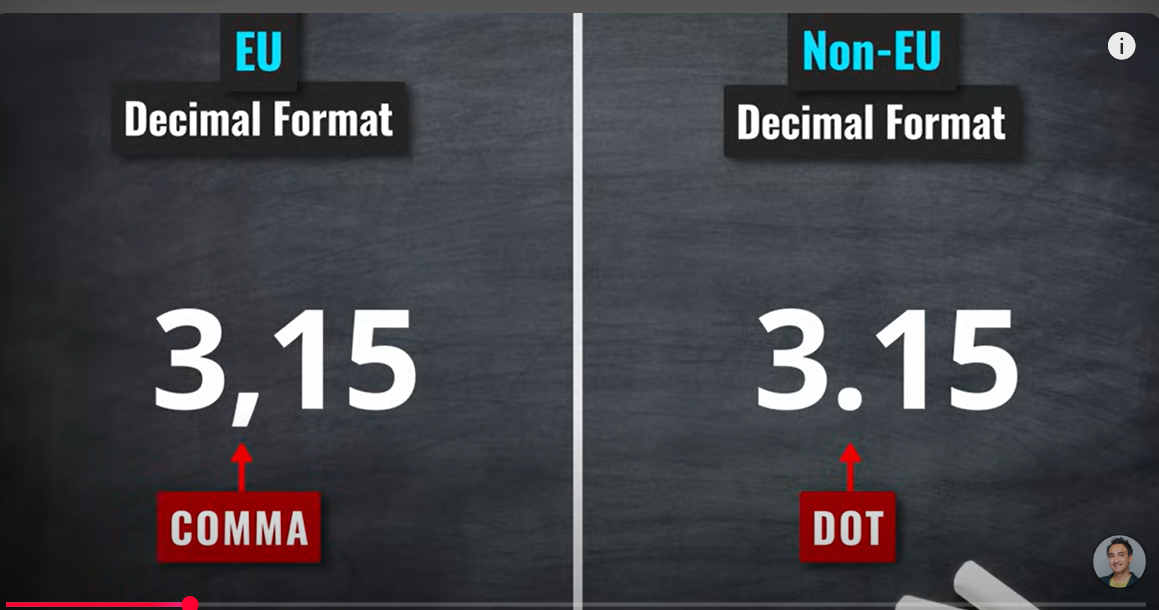 EU
Decimal Format
3,15
COMMA
Non-EU
Decimal Format
3.15
DOT
i